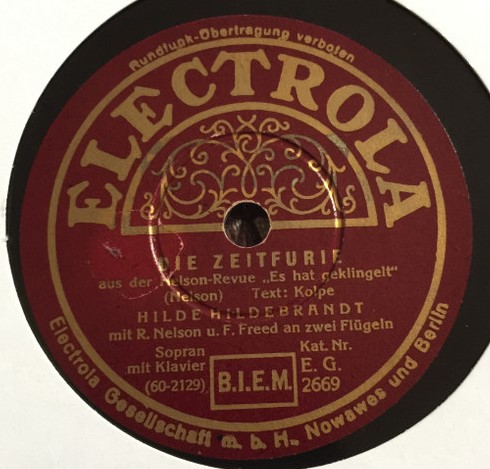 Rundfunk-Übertragung verboten
ELECTROLA
DIE ZEITFURIE
aus der Nelson-Revue „Es hat geklingelt"
(Nelson) Text: Kolpe
HILDE HILDEBRANDT
mit R. Nelson u. F. Freed an zwei Flügeln
Sopran
mit Klavier
(60-2129)
B.I.E.M.
Kat. Nr.
E. G.
2669
Electrola Gesellschaft m. b. H., Nowawes und Berlin